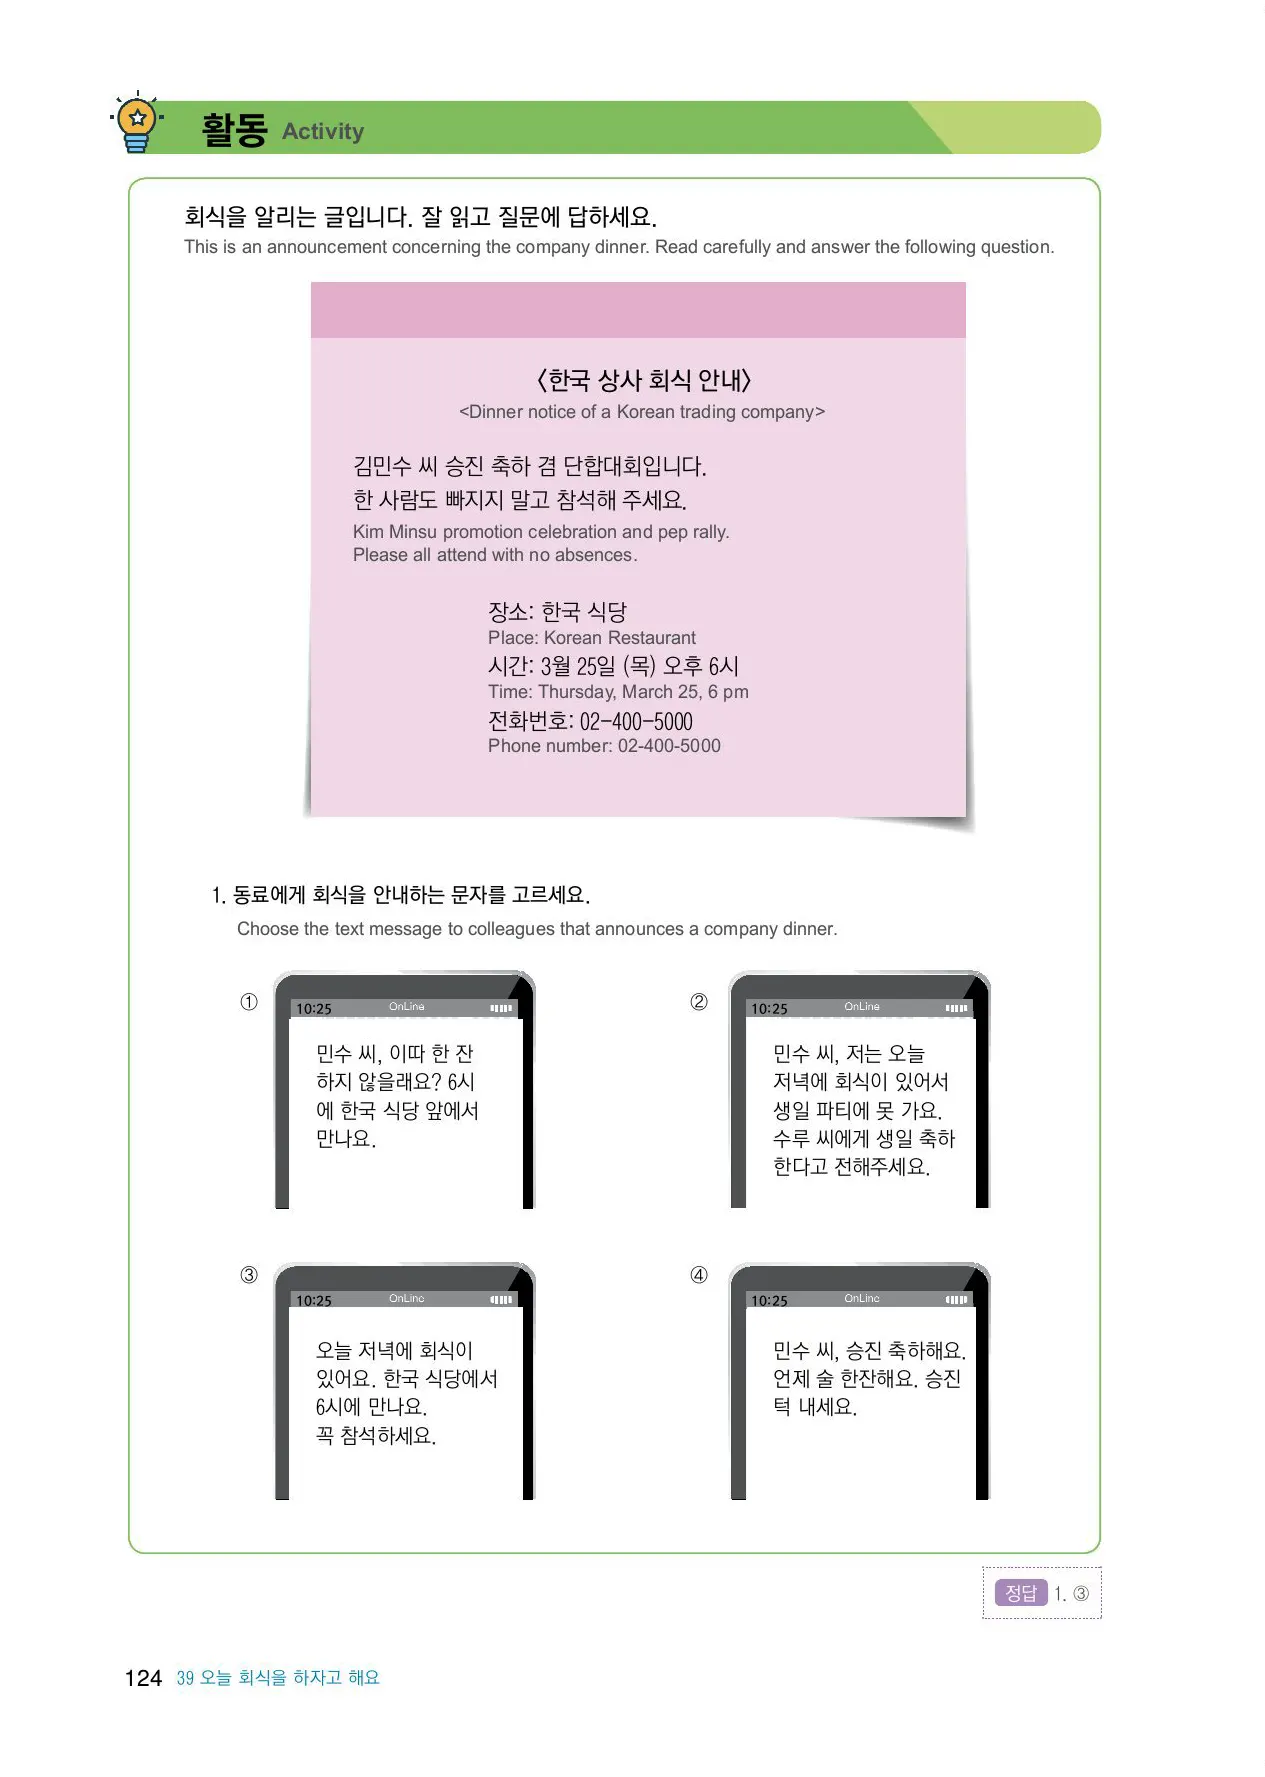 활동 Activity
회식을 알리는 글입니다. 잘 읽고 질문에 답하세요.
This is an announcement concerning the company dinner. Read carefully and answer the following question.
<한국 상사 회식 안내>
<Dinner notice of a Korean trading company>
김민수 씨 승진 축하 겸 단합대회입니다.
한 사람도 빠지지 말고 참석해 주세요.
Kim Minsu promotion celebration and pep rally.
Please all attend with no absences.
장소: 한국 식당
Place: Korean Restaurant
시간: 3월 25일 (목) 오후 6시
Time: Thursday, March 25, 6 pm
전화번호: 02-400-5000
Phone number: 02-400-5000
1. 동료에게 회식을 안내하는 문자를 고르세요.
Choose the text message to colleagues that announces a company dinner.
①
10:25 OnLine
민수 씨, 이따 한 잔
하지 않을래요? 6시
에 한국 식당 앞에서
만나요.
②
10:25 OnLine
민수 씨, 저는 오늘
저녁에 회식이 있어서
생일 파티에 못 가요.
수루 씨에게 생일 축하
한다고 전해주세요.
③
10:25 OnLine
오늘 저녁에 회식이
있어요. 한국 식당에서
6시에 만나요.
꼭 참석하세요.
④
10:25 OnLine
민수 씨, 승진 축하해요.
언제 술 한잔해요. 승진
턱 내세요.
정답 1. ③
124 39 오늘 회식을 하자고 해요